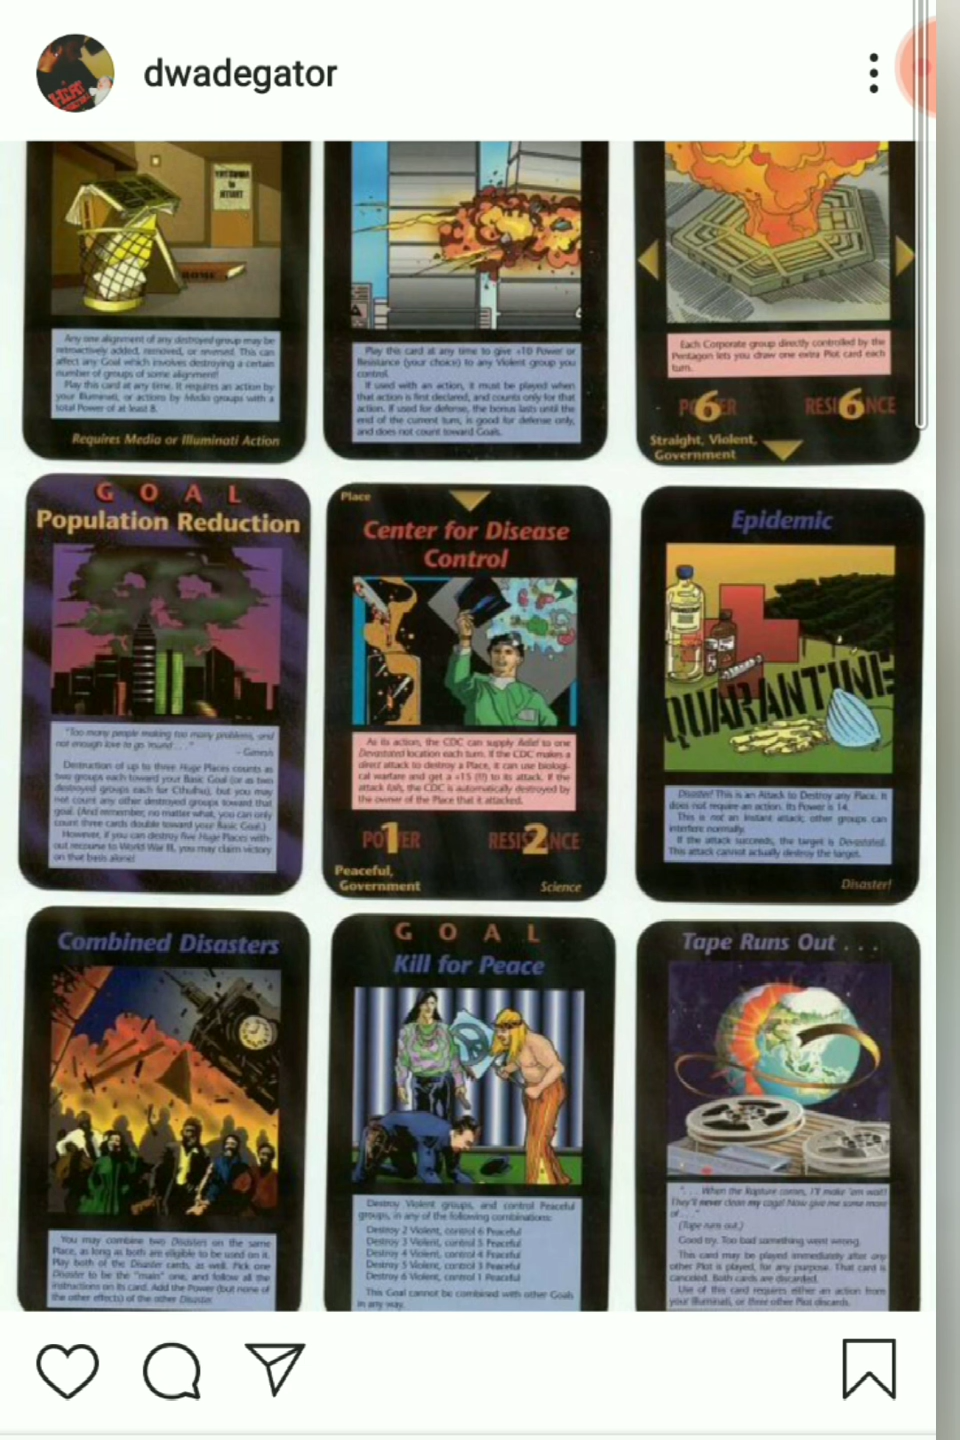 dwadegator
Any one alignment of any destroyed group may be
retroactively added, removed, or reversed. This can
affect any Goal which involves destroying a certain
number of groups of some alignment!
Play this card at any time. It requires an action by
your Illuminati, or actions by Media groups with a
total Power of at least 8.
Requires Media or Illuminati Action
Play this card at any time to give +10 Power or
Resistance (your choice) to any Violent group you
control.
If used with an action, it must be played when
that action is first declared, and counts only for that
action. If used for defense, the bonus lasts until the
end of the current turn, is good for defense only,
and does not count toward Goals.
Each Corporate group directly controlled by the
Pentagon lets you draw one extra Plot card each
turn.
6 6
Straight, Violent,
Government
GOAL
Population Reduction
"Too many people making too many problems, and
not enough love to go 'round . . ."
- Genesis
Destruction of up to three Huge Places counts as
two groups each toward your Basic Goal (or as two
destroyed groups each for Cthulhu), but you may
not count any other destroyed groups toward that
goal. (And remember, no matter what, you can only
count three cards double toward your Basic Goal.)
However, if you can destroy five Huge Places with-
out recourse to World War III, you may claim victory
on that basis alone!
Place
Center for Disease
Control
As its action, the CDC can supply Relief to one
Devastated location each turn. If the CDC makes a
direct attack to destroy a Place, it can use biologi-
cal warfare and get a +15 (!!) to its attack. If the
attack fails, the CDC is automatically destroyed by
the owner of the Place that it attacked.
1 2
Peaceful,
Government
Science
Epidemic
QUARANTINE
Disaster! This is an Attack to Destroy any Place. It
does not require an action. Its Power is 14.
This is not an Instant attack; other groups can
interfere normally.
If the attack succeeds, the target is Devastated.
This attack cannot actually destroy the target.
Disaster!
Combined Disasters
You may combine two Disasters on the same
Place, as long as both are eligible to be used on it.
Play both of the Disaster cards, as well. Pick one
Disaster to be the "main" one, and follow all the
instructions on its card. Add the Power (but none of
the other effects) of the other Disaster.
GOAL
Kill for Peace
Destroy Violent groups, and control Peaceful
groups, in any of the following combinations:
Destroy 2 Violent, control 6 Peaceful
Destroy 3 Violent, control 5 Peaceful
Destroy 4 Violent, control 4 Peaceful
Destroy 5 Violent, control 3 Peaceful
Destroy 6 Violent, control 1 Peaceful
This Goal cannot be combined with other Goals
in any way.
Tape Runs Out . . .
". . . When the Rapture comes, I'll make 'em wait!
They'll never clean my cage! Now give me some more
of . . ."
(Tape runs out.)
Good try. Too bad something went wrong.
This card may be played immediately after any
other Plot is played, for any purpose. That card is
canceled. Both cards are discarded.
Use of this card requires either an action from
your Illuminati, or three other Plot discards.